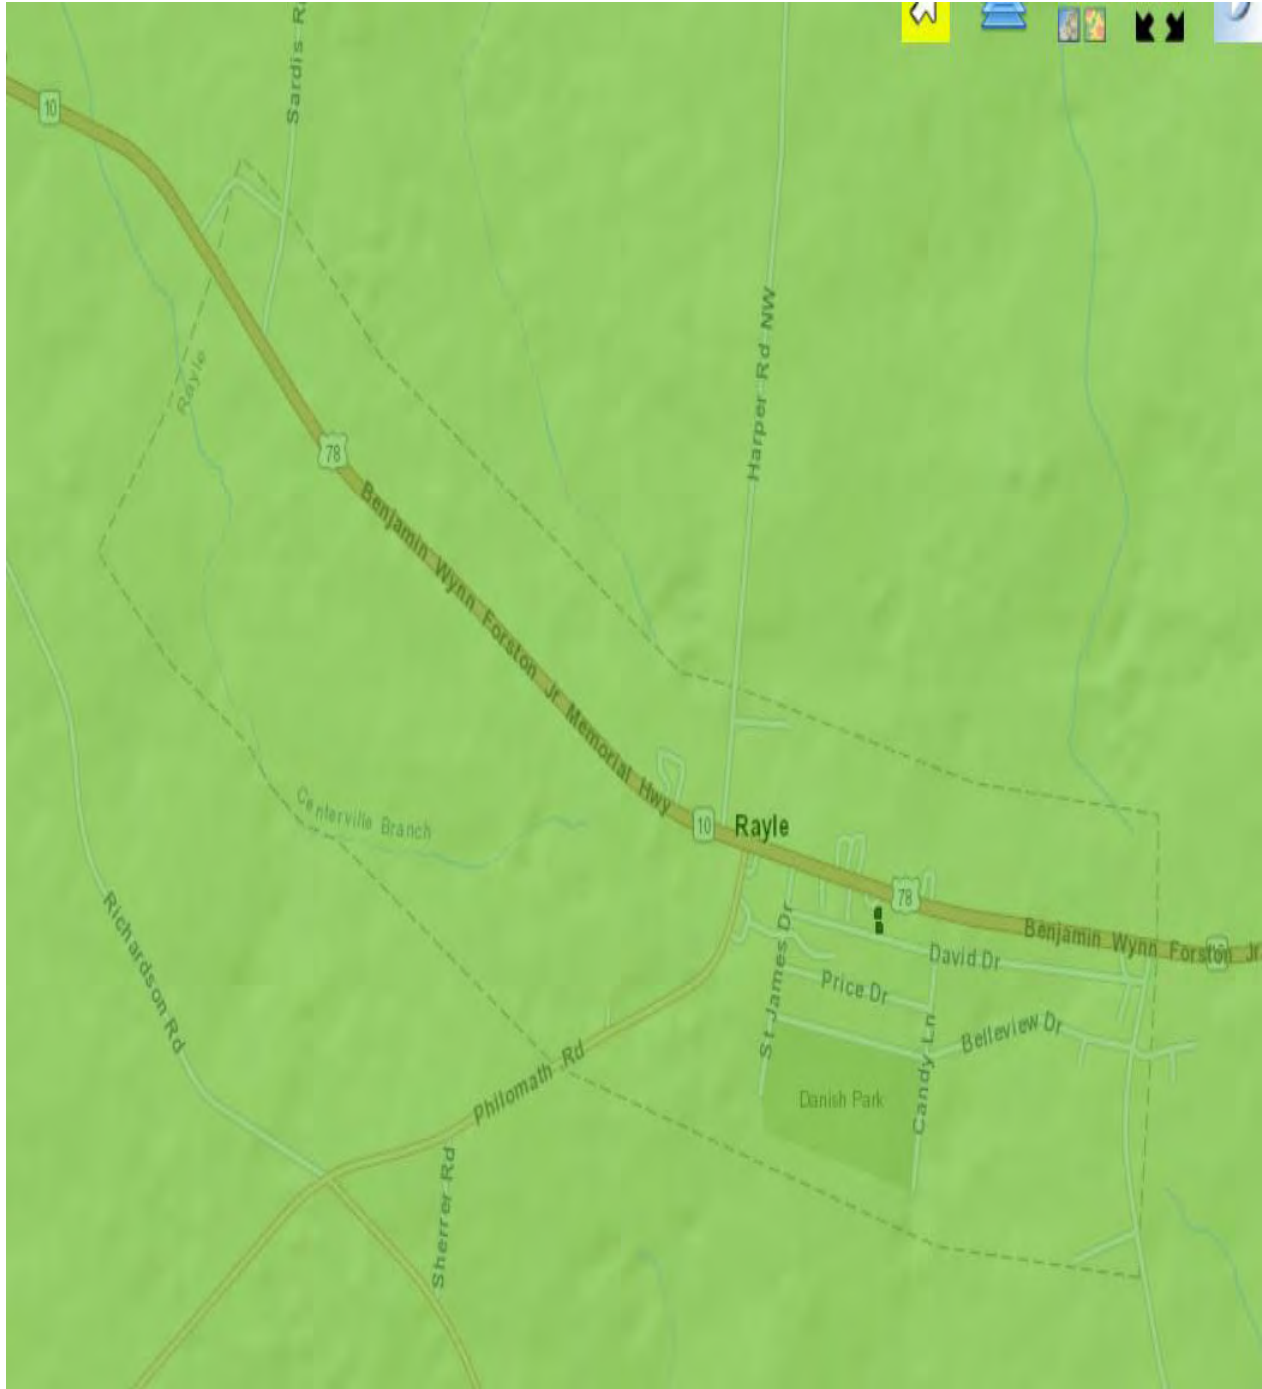 Sardis R
10
Harper Rd NW
Rayle
78
Benjamin Wynn Forston Jr Memorial Hwy
Centerville Branch
10
Rayle
78
Richardson Rd
St James Dr
David Dr
Benjamin Wynn Forston Jr
Price Dr
Belleview Dr
Candy Ln
Philomath Rd
Danish Park
Sherrer Rd